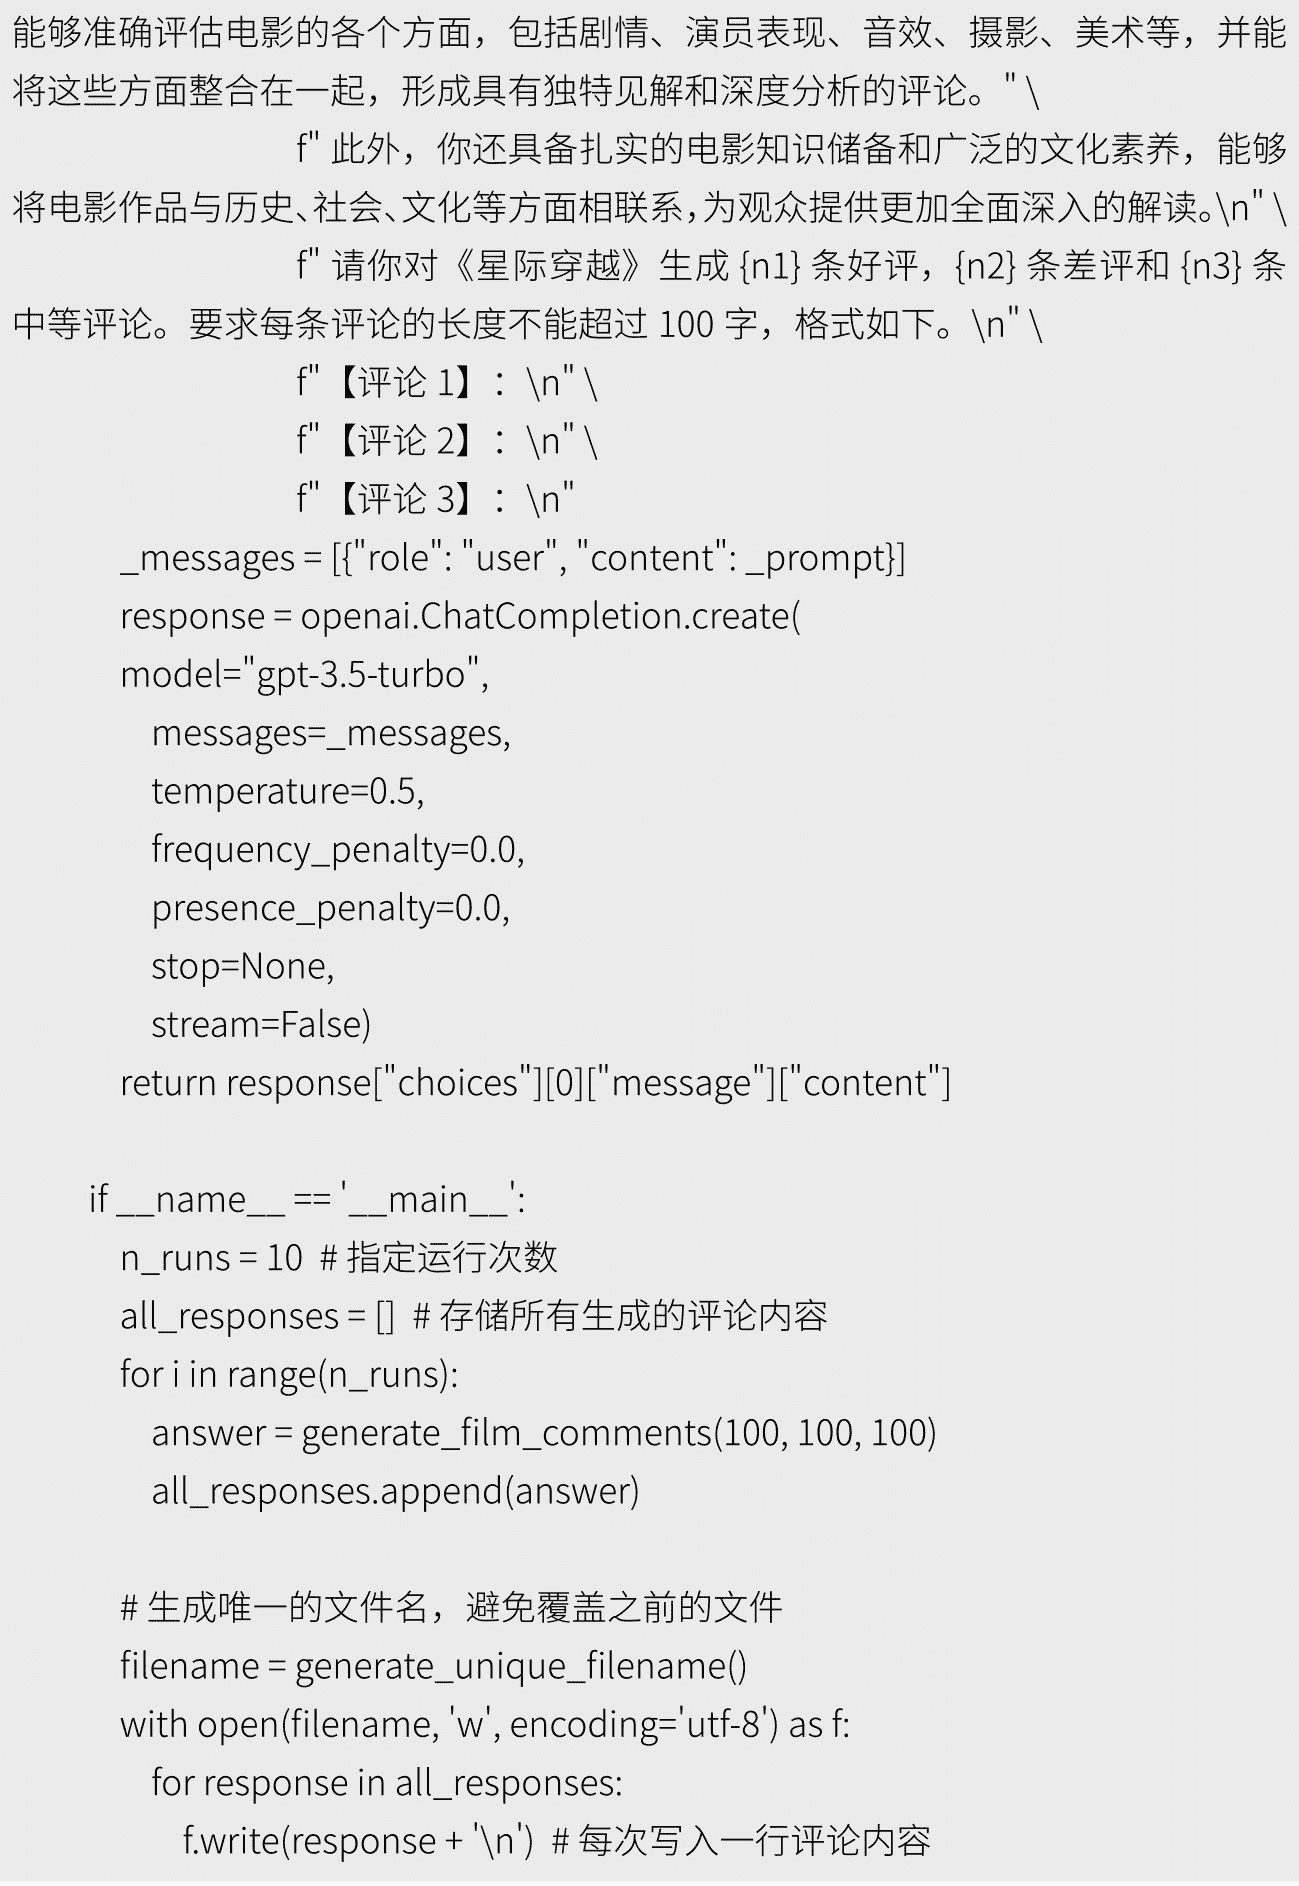 能够准确评估电影的各个方面，包括剧情、演员表现、音效、摄影、美术等，并能
将这些方面整合在一起，形成具有独特见解和深度分析的评论。" \
f" 此外，你还具备扎实的电影知识储备和广泛的文化素养，能够
将电影作品与历史、社会、文化等方面相联系，为观众提供更加全面深入的解读。\n" \
f" 请你对《星际穿越》生成 {n1} 条好评，{n2} 条差评和 {n3} 条
中等评论。要求每条评论的长度不能超过 100 字，格式如下。\n" \
f"【评论 1】：\n" \
f"【评论 2】：\n" \
f"【评论 3】：\n"
_messages = [{"role": "user", "content": _prompt}]
response = openai.ChatCompletion.create(
model="gpt-3.5-turbo",
messages=_messages,
temperature=0.5,
frequency_penalty=0.0,
presence_penalty=0.0,
stop=None,
stream=False)
return response["choices"][0]["message"]["content"]
if __name__ == '__main__':
n_runs = 10 # 指定运行次数
all_responses = [] # 存储所有生成的评论内容
for i in range(n_runs):
answer = generate_film_comments(100, 100, 100)
all_responses.append(answer)
# 生成唯一的文件名，避免覆盖之前的文件
filename = generate_unique_filename()
with open(filename, 'w', encoding='utf-8') as f:
for response in all_responses:
f.write(response + '\n') # 每次写入一行评论内容